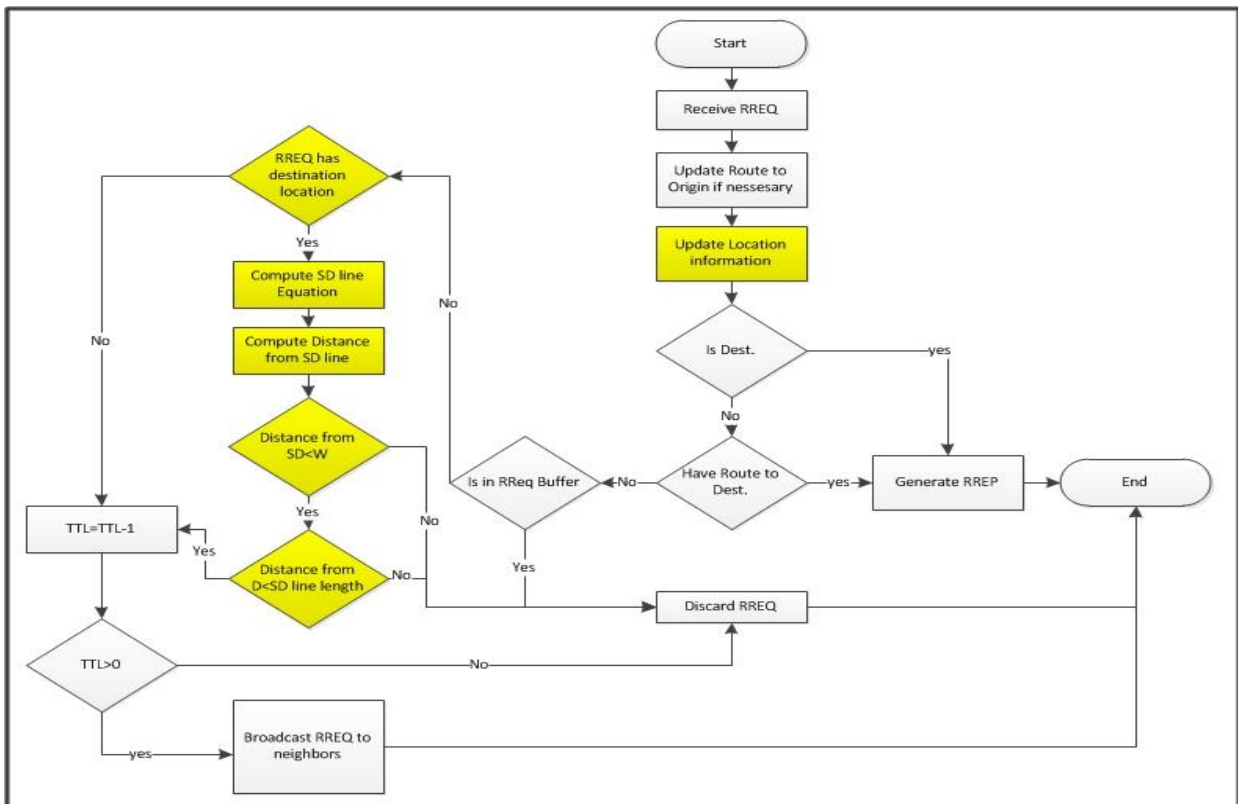 Start
Receive RREQ
Update Route to
Origin if nessesary
Update Location
information
Is Dest.
yes
No
Have Route to
Dest.
yes
Generate RREP
End
No
Is in RReq Buffer
Yes
No
RREQ has
destination
location
Yes
No
Compute SD line
Equation
Compute Distance
from SD line
Distance from
SD<W
Yes
No
Distance from
D<SD line length
Yes
No
TTL=TTL-1
Discard RREQ
TTL>0
No
yes
Broadcast RREQ to
neighbors